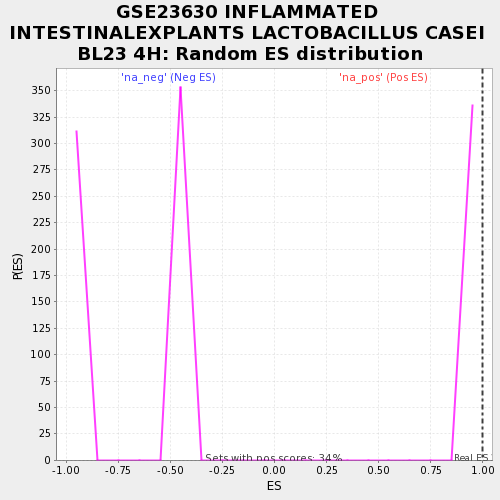 GSE23630 INFLAMMATED
INTESTINALEXPLANTS LACTOBACILLUS CASEI
BL23 4H: Random ES distribution
'na_neg' (Neg ES)
'na_pos' (Pos ES)
350
325
300
275
250
225
200
175
150
125
100
75
50
25
0
P(ES)
Sets with pos scores: 34%
Real ES
-1.00
-0.75
-0.50
-0.25
0.00
0.25
0.50
0.75
1.00
ES